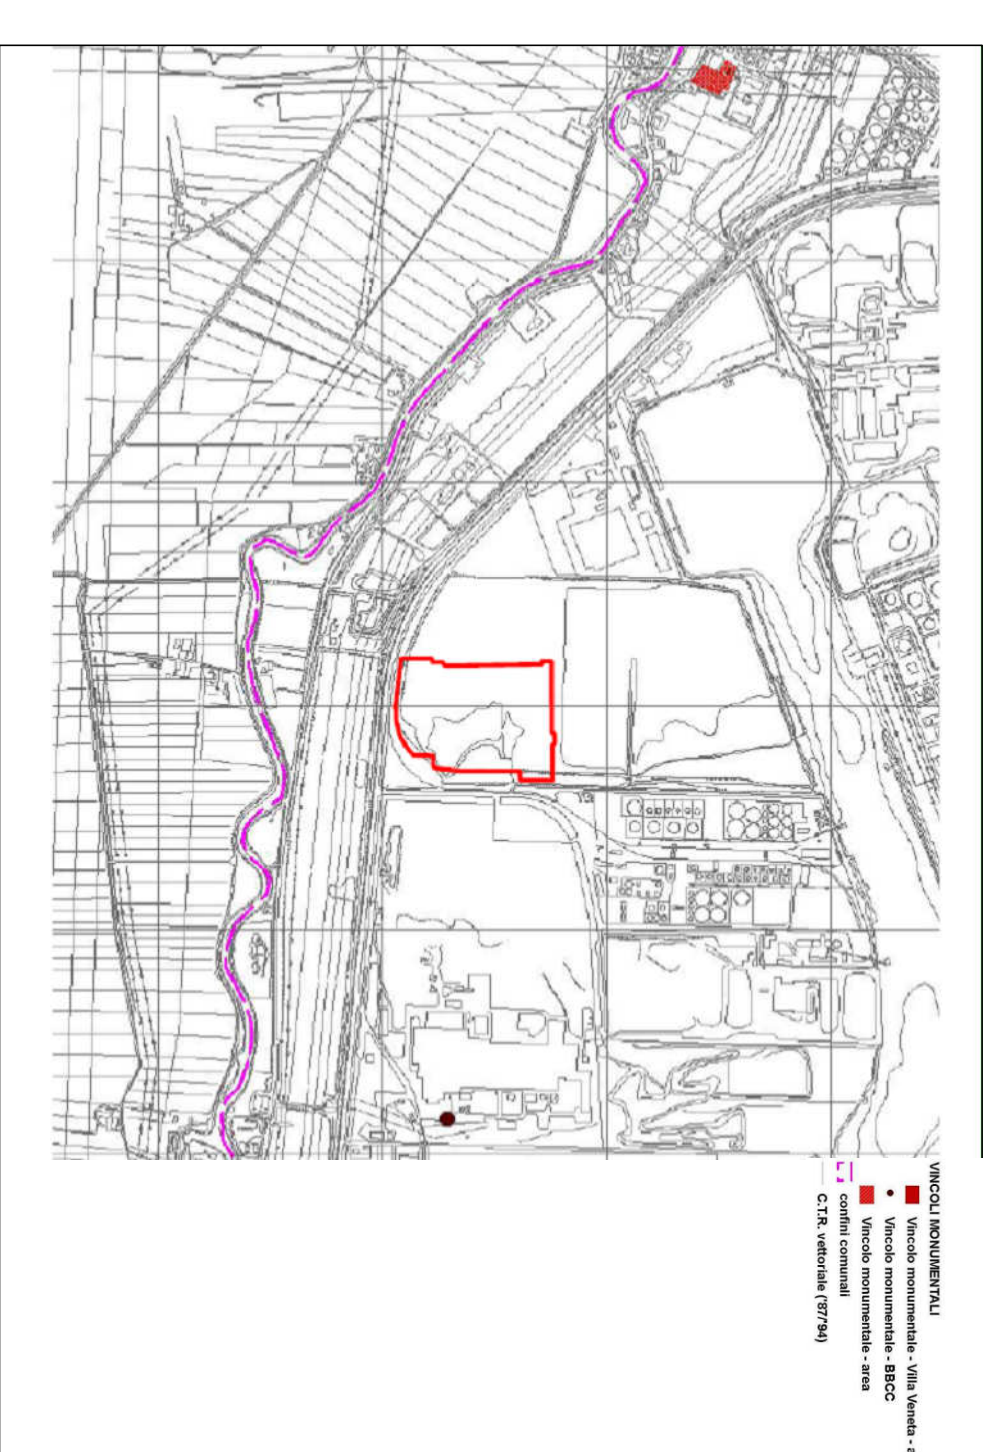 VINCOLI MONUMENTALI
Vincolo monumentale - Villa Veneta - a
Vincolo monumentale - BBCC
Vincolo monumentale - area
confini comunali
C.T.R. vettoriale ('87/'94)